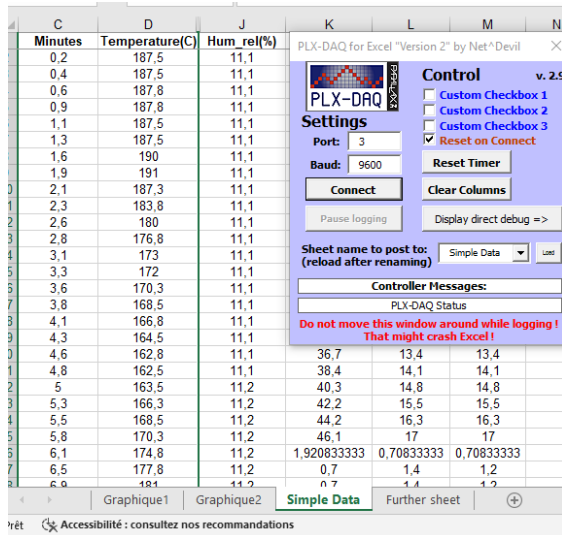 C D J K L M N
Minutes Temperature(C) Hum_rel(%)
0,2 187,5 11,1
0,4 187,5 11,1
0,6 187,8 11,1
0,9 187,8 11,1
1,1 187,5 11,1
1,3 187,5 11,1
1,6 190 11,1
1,9 191 11,1
2,1 187,3 11,1
2,3 183,8 11,1
2,6 180 11,1
2,8 176,8 11,1
3,1 173 11,1
3,3 172 11,1
3,6 170,3 11,1
3,8 168,5 11,1
4,1 166,8 11,1
4,3 164,5 11,1
4,6 162,8 11,1 36,7 13,4 13,4
4,8 162,5 11,1 38,4 14,1 14,1
5 163,5 11,2 40,3 14,8 14,8
5,3 166,3 11,2 42,2 15,5 15,5
5,5 168,5 11,2 44,2 16,3 16,3
5,8 170,3 11,2 46,1 17 17
6,1 174,8 11,2 1,920833333 0,70833333 0,70833333
6,5 177,8 11,2 0,7 1,4 1,2
6,9 181 11,2 0,7 1,4 1,2
PLX-DAQ for Excel "Version 2" by Net^Devil
PLX-DAQ
PARALLAX
Control v. 2.9
Custom Checkbox 1
Custom Checkbox 2
Custom Checkbox 3
Reset on Connect
Settings
Port: 3
Baud: 9600
Reset Timer
Connect
Clear Columns
Pause logging
Display direct debug =>
Sheet name to post to:
(reload after renaming)
Simple Data
Load
Controller Messages:
PLX-DAQ Status
Do not move this window around while logging !
That might crash Excel !
Graphique1 Graphique2 Simple Data Further sheet
Prêt Accessibilité : consultez nos recommandations